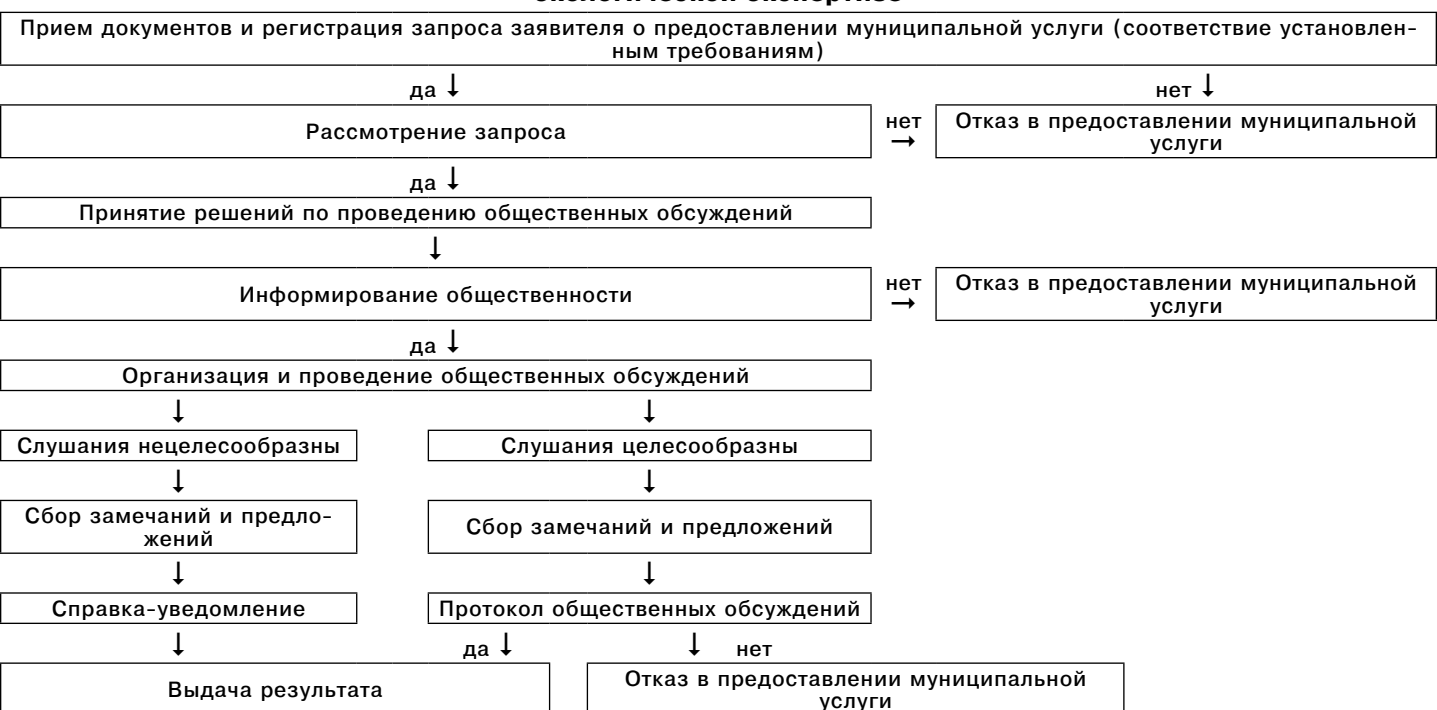 экологической экспертизе
Прием документов и регистрация запроса заявителя о предоставлении муниципальной услуги (соответствие установлен-
ным требованиям)
да ↓
нет ↓
Рассмотрение запроса
нет
→
Отказ в предоставлении муниципальной
услуги
да ↓
Принятие решений по проведению общественных обсуждений
↓
Информирование общественности
нет
→
Отказ в предоставлении муниципальной
услуги
да ↓
Организация и проведение общественных обсуждений
↓ ↓
Слушания нецелесообразны
Слушания целесообразны
↓ ↓
Сбор замечаний и предло-
жений
Сбор замечаний и предложений
↓ ↓
Справка-уведомление
Протокол общественных обсуждений
↓
да ↓
↓ нет
Выдача результата
Отказ в предоставлении муниципальной
услуги